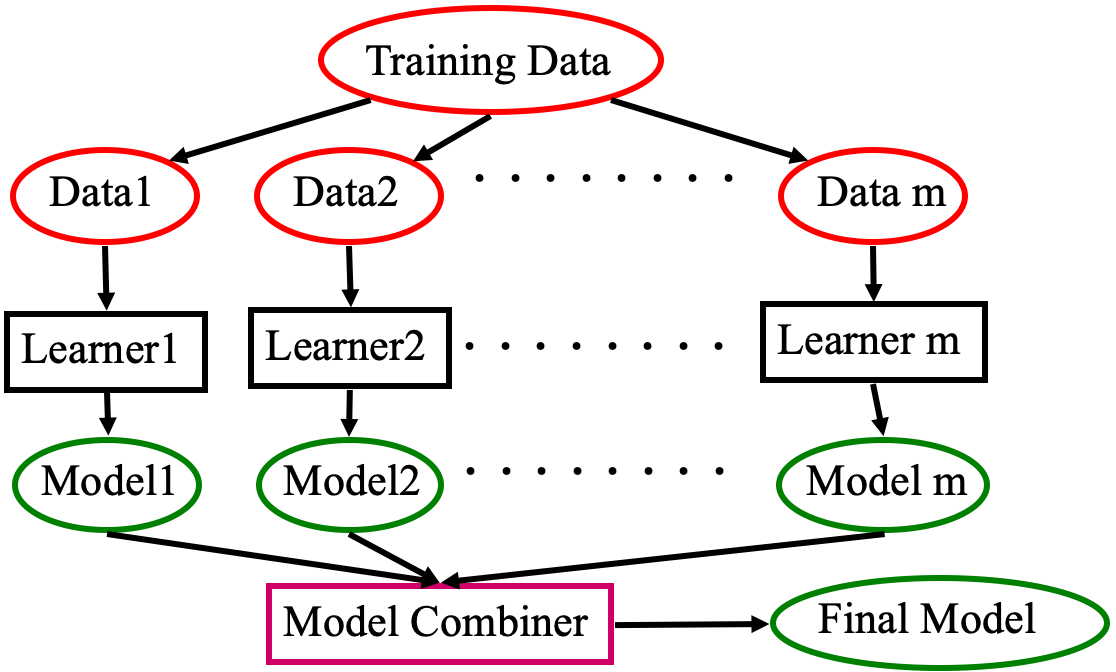 Training Data
Data1
Data2
Data m
Learner1
Learner2
Learner m
Model1
Model2
Model m
Model Combiner
Final Model